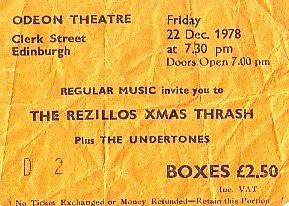 ODEON THEATRE
Clerk Street
Edinburgh
Friday
22 Dec. 1978
at 7.30 pm
Doors Open 7.00 pm
REGULAR MUSIC invite you to
THE REZILLOS XMAS THRASH
Plus THE UNDERTONES
D 2
BOXES £2.50
Inc. VAT
No Tickets Exchanged or Money Refunded—Retain this Portion